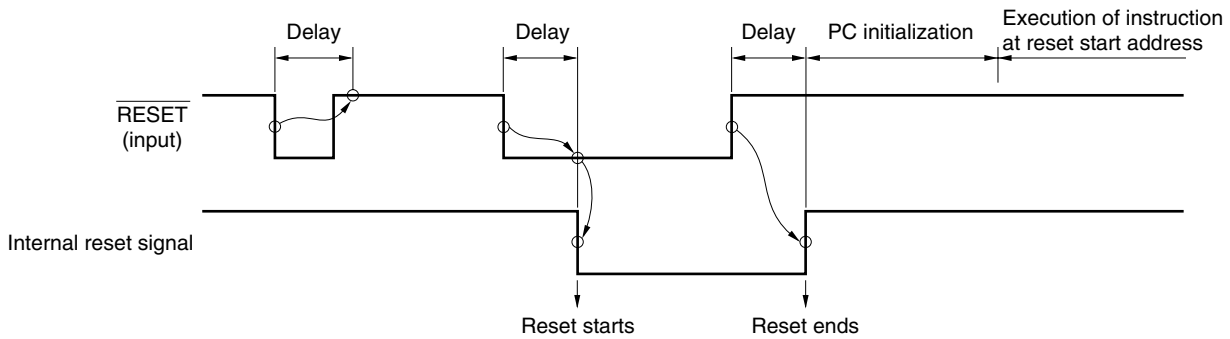 Delay
Delay
Delay
PC initialization
Execution of instruction
at reset start address
RESET
(input)
Internal reset signal
Reset starts
Reset ends